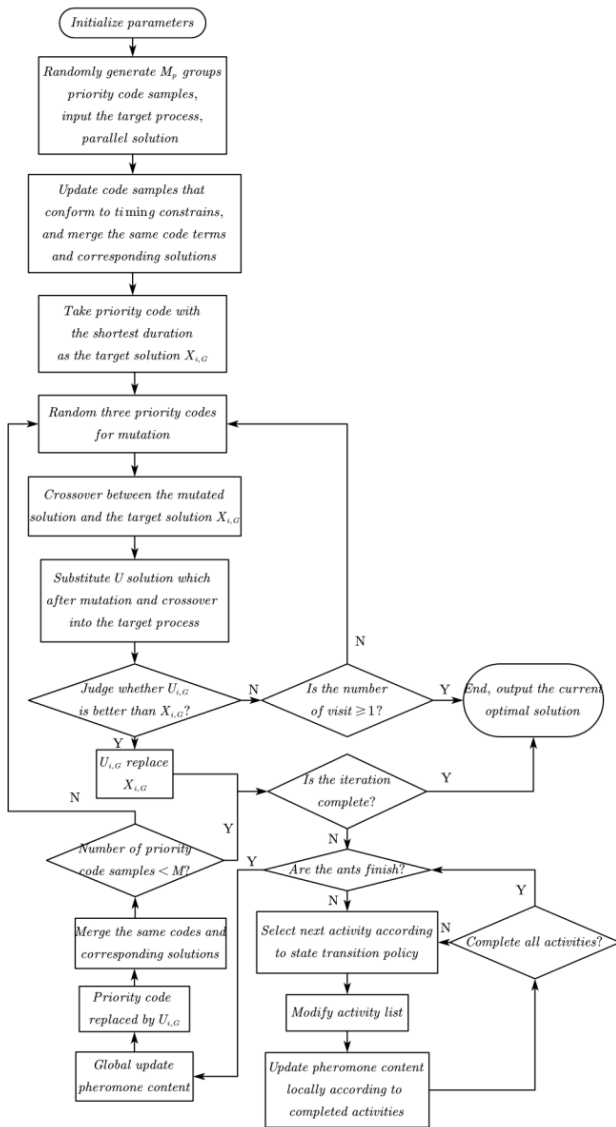 Initialize parameters
Randomly generate Mₚ groups
priority code samples,
input the target process,
parallel solution
Update code samples that
conform to timing constrains,
and merge the same code terms
and corresponding solutions
Take priority code with
the shortest duration
as the target solution X_{i,G}
Random three priority codes
for mutation
Crossover between the mutated
solution and the target solution X_{i,G}
Substitute U solution which
after mutation and crossover
into the target process
N
Judge whether U_{i,G}
is better than X_{i,G}?
N
Is the number
of visit ⩾ 1?
Y
End, output the current
optimal solution
Y
U_{i,G} replace
X_{i,G}
Is the iteration
complete?
Y
N
Y
N
Number of priority
code samples < M?
Y
Are the ants finish?
Y
N
Merge the same codes and
corresponding solutions
Select next activity according
to state transition policy
N
Complete all activities?
Priority code
replaced by U_{i,G}
Modify activity list
Global update
pheromone content
Update pheromone content
locally according to
completed activities